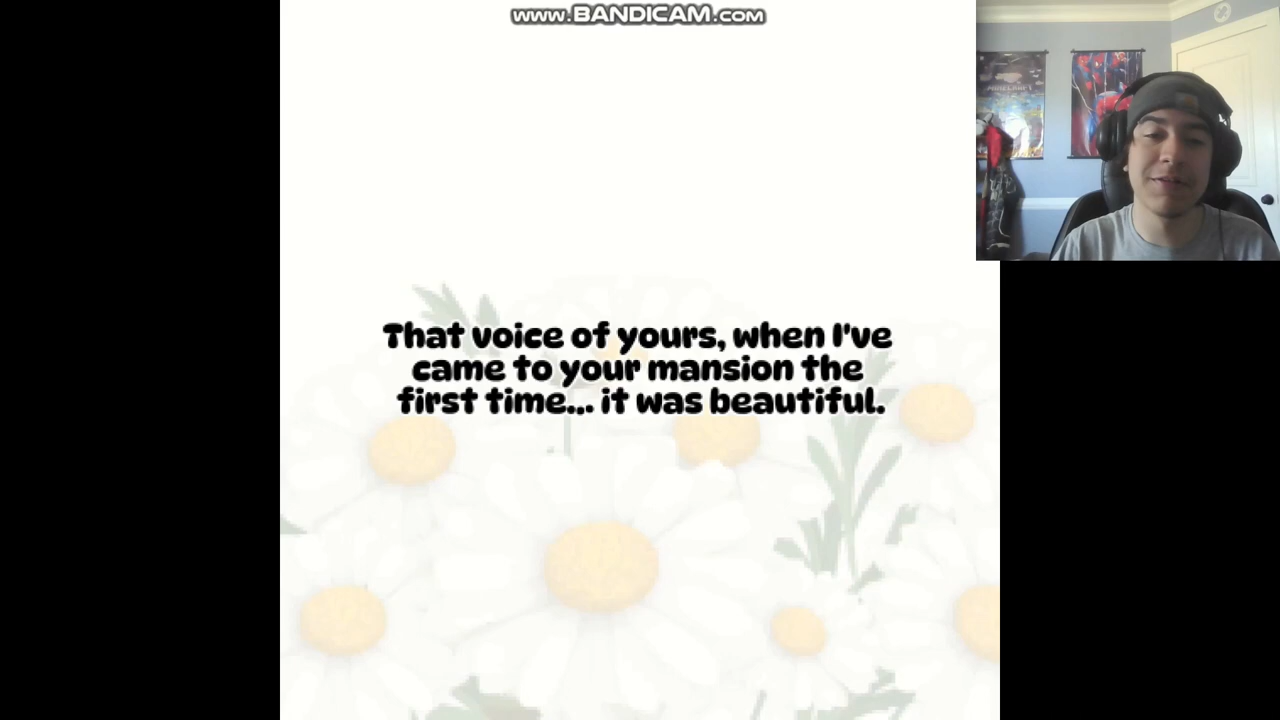 www.BANDICAM.com
That voice of yours, when I've
came to your mansion the
first time... it was beautiful.